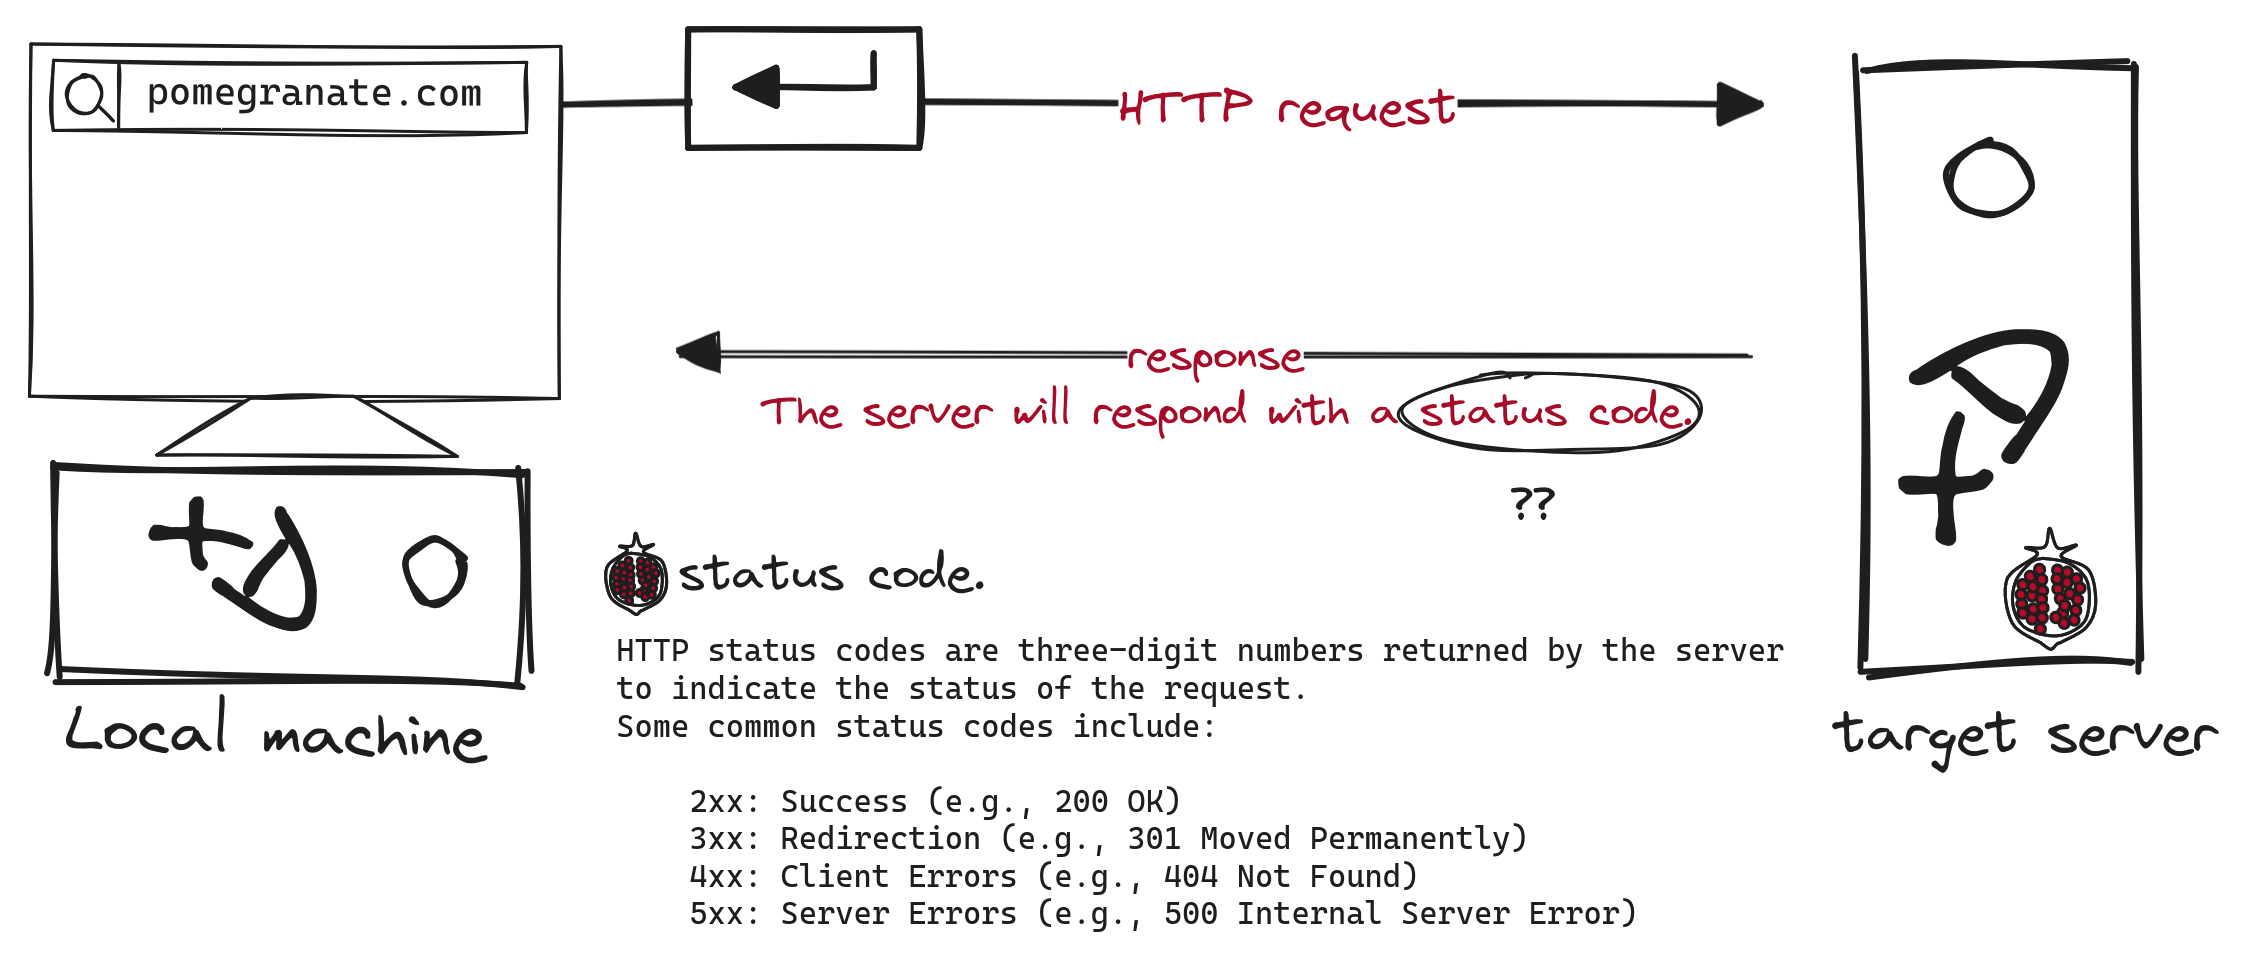 pomegranate.com
HTTP request
response
The server will respond with a status code.
??
status code.
HTTP status codes are three-digit numbers returned by the server
to indicate the status of the request.
Some common status codes include:
2xx: Success (e.g., 200 OK)
3xx: Redirection (e.g., 301 Moved Permanently)
4xx: Client Errors (e.g., 404 Not Found)
5xx: Server Errors (e.g., 500 Internal Server Error)
Local machine
target server